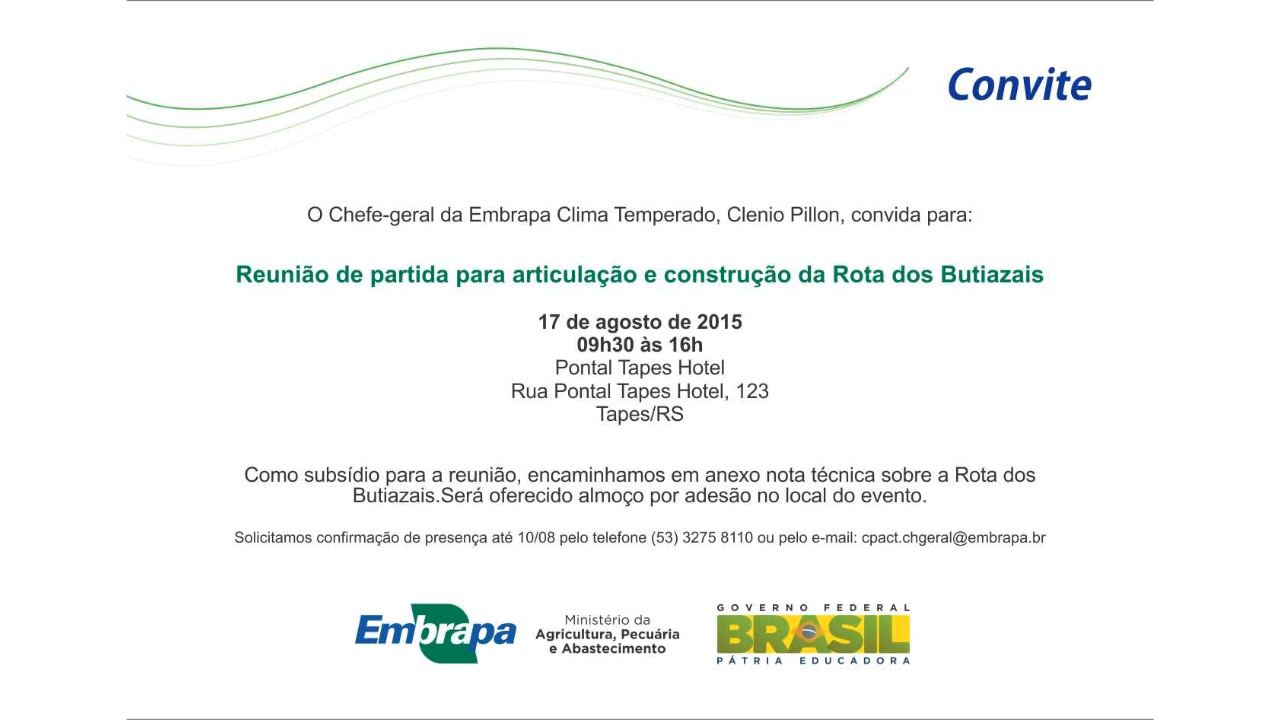 Convite
O Chefe-geral da Embrapa Clima Temperado, Clenio Pillon, convida para:
Reunião de partida para articulação e construção da Rota dos Butiazais
17 de agosto de 2015
09h30 às 16h
Pontal Tapes Hotel
Rua Pontal Tapes Hotel, 123
Tapes/RS
Como subsídio para a reunião, encaminhamos em anexo nota técnica sobre a Rota dos
Butiazais.Será oferecido almoço por adesão no local do evento.
Solicitamos confirmação de presença até 10/08 pelo telefone (53) 3275 8110 ou pelo e-mail: cpact.chgeral@embrapa.br
Embrapa
Ministério da
Agricultura, Pecuária
e Abastecimento
GOVERNO FEDERAL
BRASIL
PÁTRIA EDUCADORA